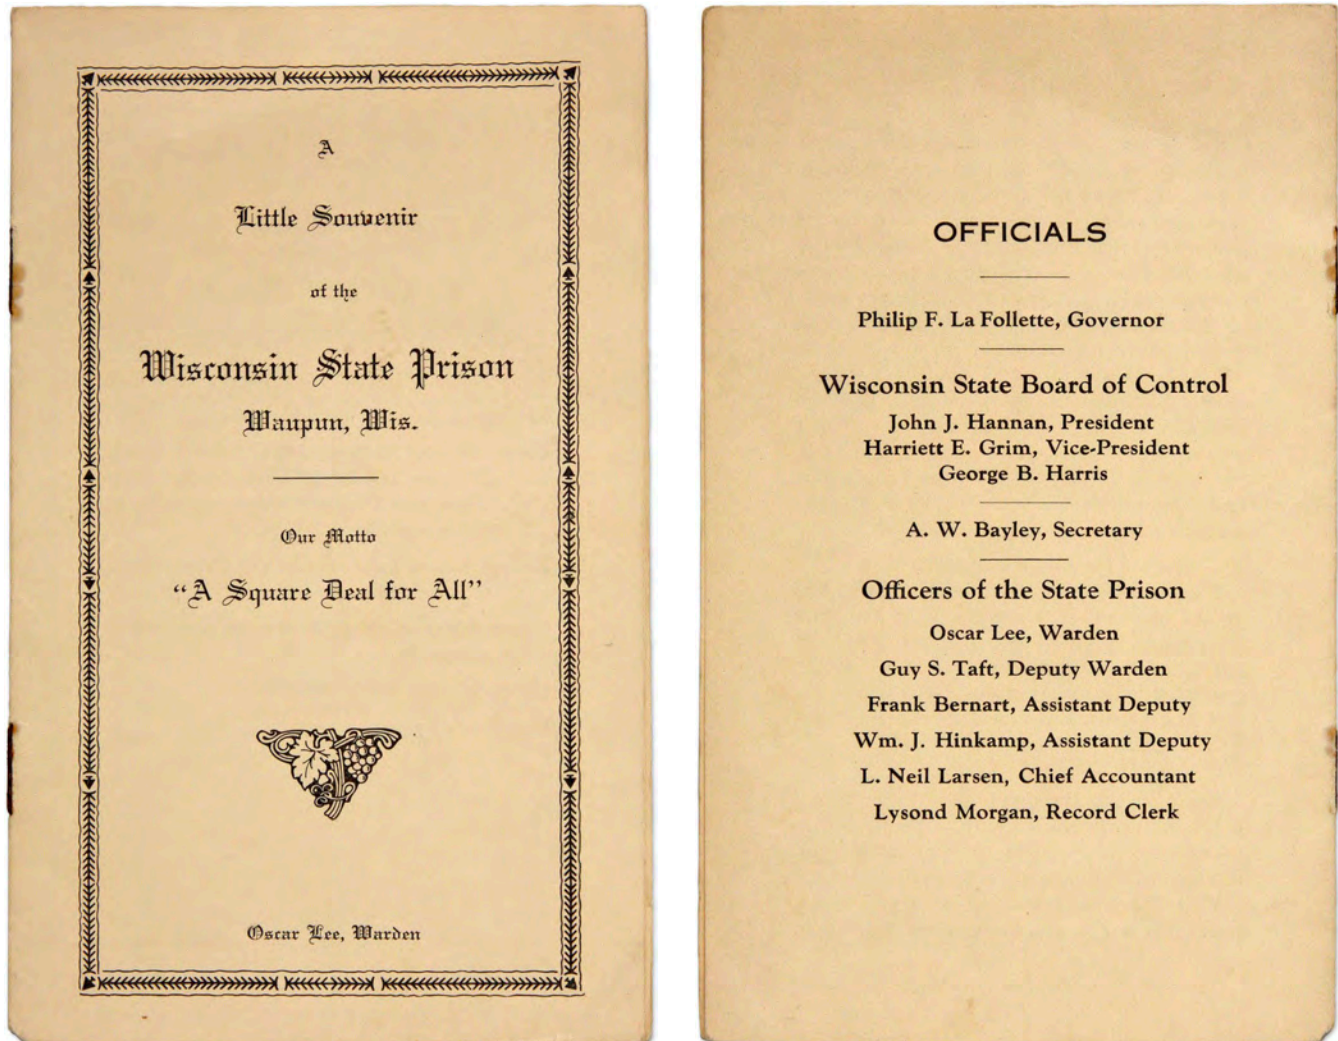 A
Little Souvenir
of the
Wisconsin State Prison
Waupun, Wis.
Our Motto
“A Square Deal for All”
Oscar Lee, Warden
OFFICIALS
Philip F. La Follette, Governor
Wisconsin State Board of Control
John J. Hannan, President
Harriett E. Grim, Vice-President
George B. Harris
A. W. Bayley, Secretary
Officers of the State Prison
Oscar Lee, Warden
Guy S. Taft, Deputy Warden
Frank Bernart, Assistant Deputy
Wm. J. Hinkamp, Assistant Deputy
L. Neil Larsen, Chief Accountant
Lysond Morgan, Record Clerk